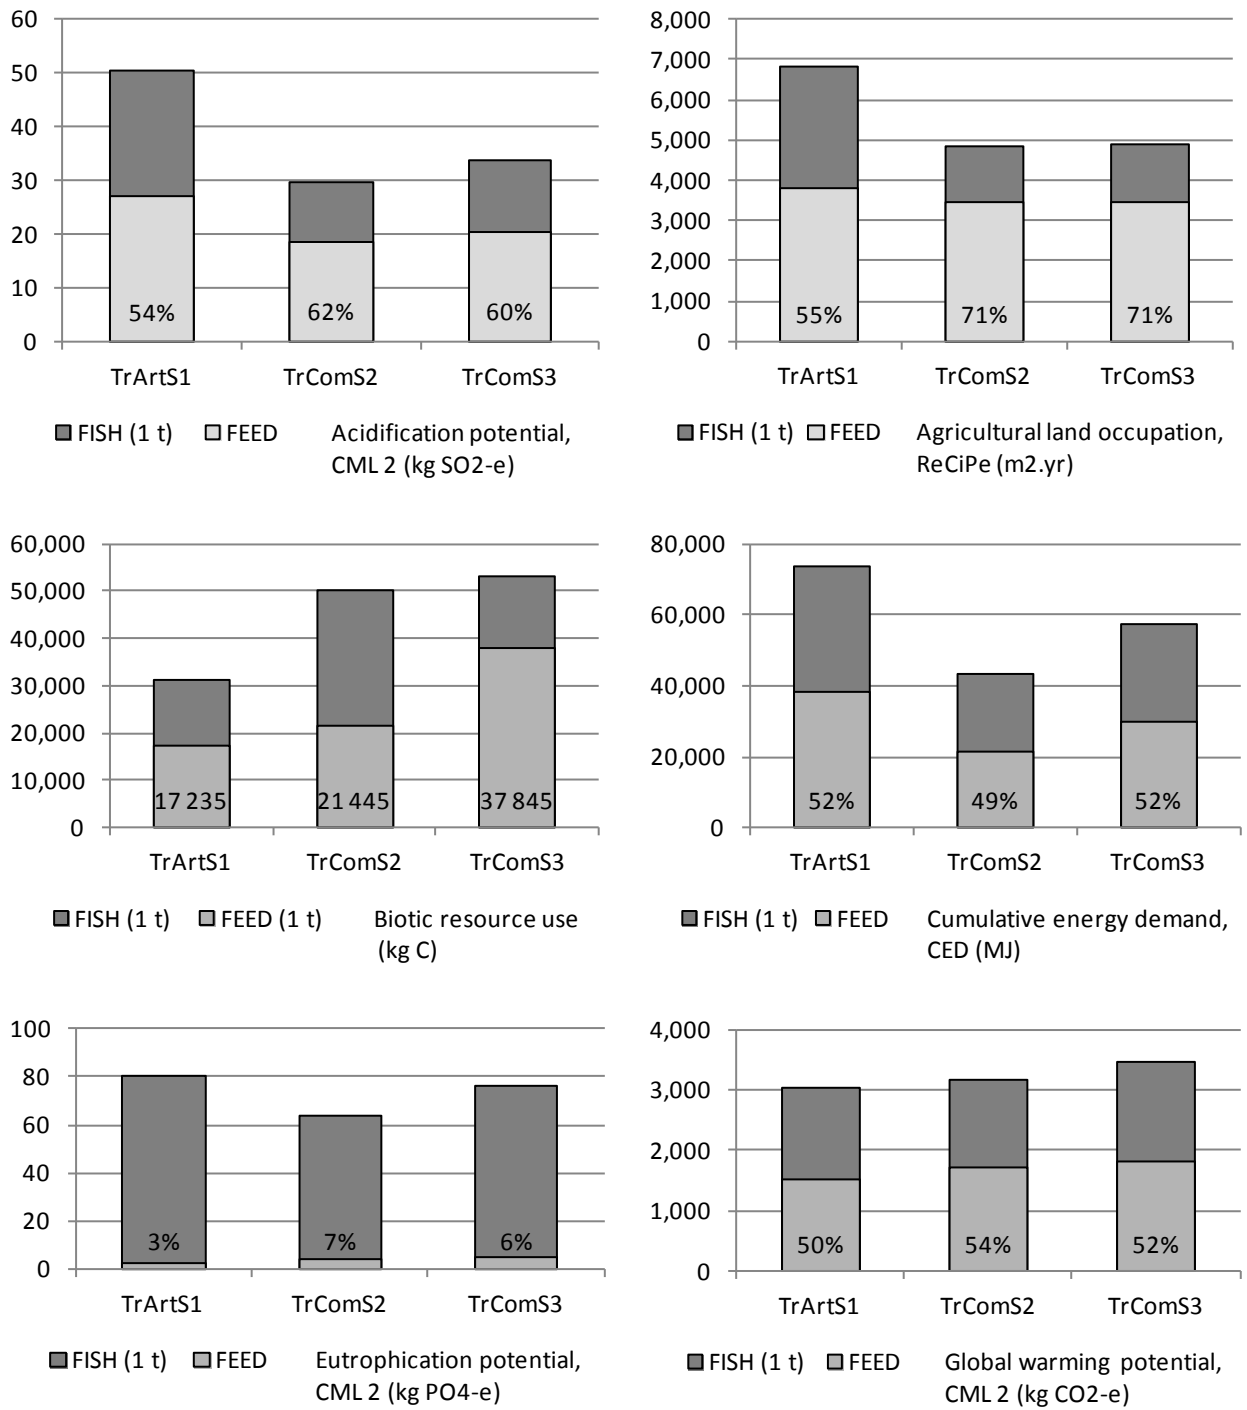 60
50
40
30
20
10
0
54%
62%
60%
TrArtS1
TrComS2
TrComS3
FISH (1 t)
FEED
Acidification potential,
CML 2 (kg SO2-e)
8,000
7,000
6,000
5,000
4,000
3,000
2,000
1,000
0
55%
71%
71%
TrArtS1
TrComS2
TrComS3
FISH (1 t)
FEED
Agricultural land occupation,
ReCiPe (m2.yr)
60,000
50,000
40,000
30,000
20,000
10,000
0
17 235
21 445
37 845
TrArtS1
TrComS2
TrComS3
FISH (1 t)
FEED (1 t)
Biotic resource use
(kg C)
80,000
60,000
40,000
20,000
0
52%
49%
52%
TrArtS1
TrComS2
TrComS3
FISH (1 t)
FEED
Cumulative energy demand,
CED (MJ)
100
80
60
40
20
0
3%
7%
6%
TrArtS1
TrComS2
TrComS3
FISH (1 t)
FEED
Eutrophication potential,
CML 2 (kg PO4-e)
4,000
3,000
2,000
1,000
0
50%
54%
52%
TrArtS1
TrComS2
TrComS3
FISH (1 t)
FEED
Global warming potential,
CML 2 (kg CO2-e)